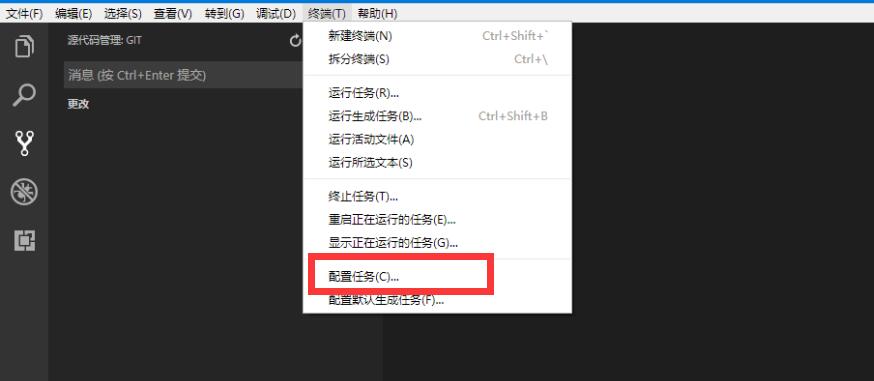 文件(F) 编辑(E) 选择(S) 查看(V) 转到(G) 调试(D) 终端(T) 帮助(H)
源代码管理: GIT
消息 (按 Ctrl+Enter 提交)
更改
新建终端(N) Ctrl+Shift+`
拆分终端(S) Ctrl+\
运行任务(R)...
运行生成任务(B)... Ctrl+Shift+B
运行活动文件(A)
运行所选文本(S)
终止任务(T)...
重启正在运行的任务(E)...
显示正在运行的任务(G)...
配置任务(C)...
配置默认生成任务(F)...